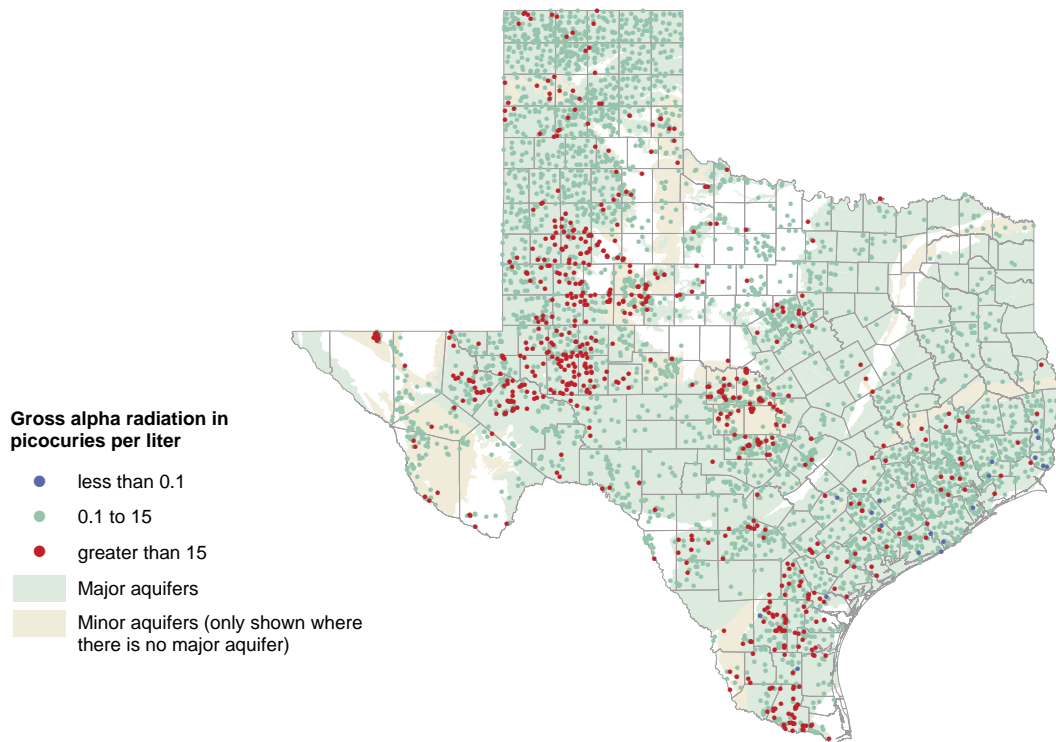 Gross alpha radiation in
picocuries per liter
less than 0.1
0.1 to 15
greater than 15
Major aquifers
Minor aquifers (only shown where
there is no major aquifer)